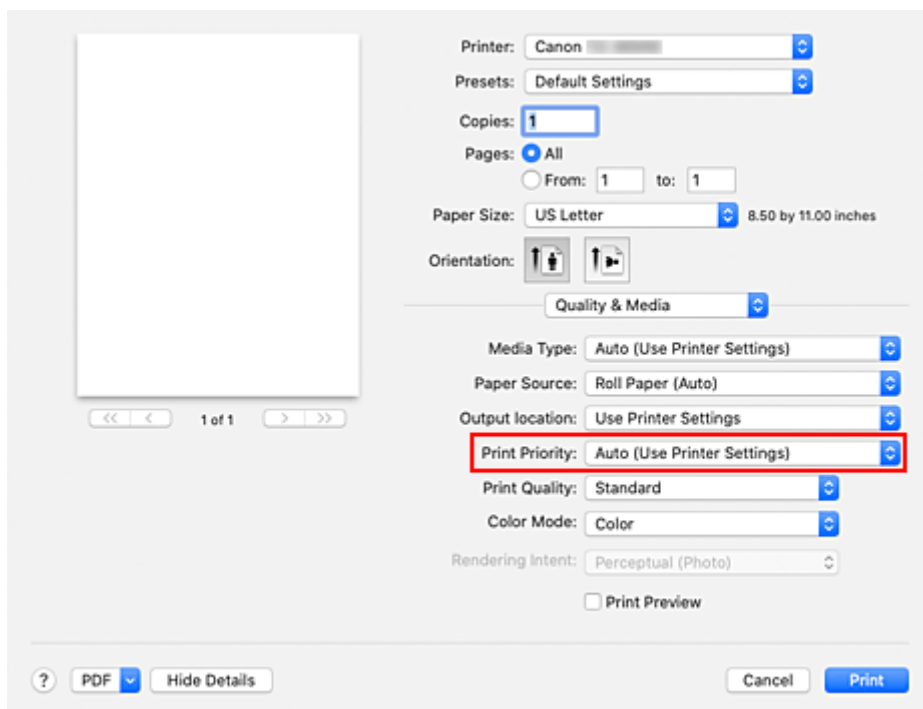 Printer: Canon
Presets: Default Settings
Copies: 1
Pages: All
From: 1 to: 1
Paper Size: US Letter 8.50 by 11.00 inches
Orientation:
Quality & Media
Media Type: Auto (Use Printer Settings)
Paper Source: Roll Paper (Auto)
Output location: Use Printer Settings
Print Priority: Auto (Use Printer Settings)
Print Quality: Standard
Color Mode: Color
Rendering Intent: Perceptual (Photo)
Print Preview
<< < 1 of 1 > >>
? PDF Hide Details Cancel Print